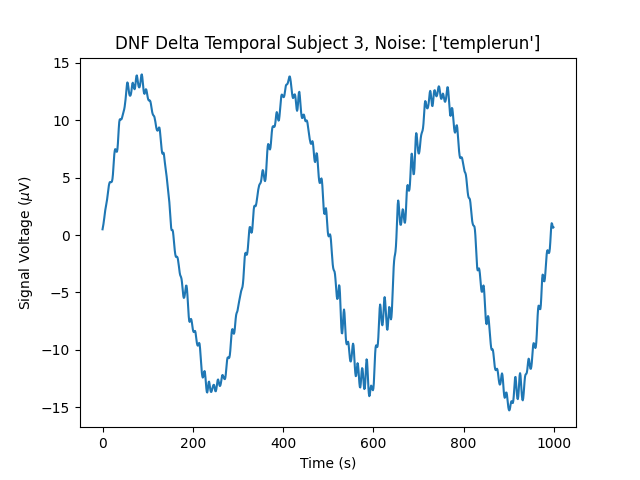 DNF Delta Temporal Subject 3, Noise: ['templerun']
15
10
5
0
−5
−10
−15
Signal Voltage (μV)
0 200 400 600 800 1000
Time (s)